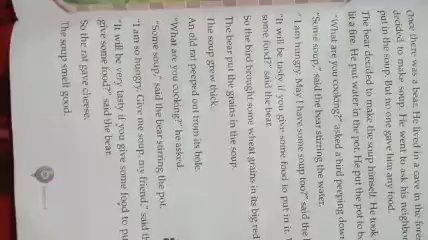 Once there was a bear. He lived in a cave in the fores
decided to make soup. He went to ask his neighbo
put in the soup. But no one gave him any food.
The bear decided to make the soup himself. He took
lit a fire. He put water in the pot. He put the pot to bo
"What are you cooking?" asked a bird peeping down
"Some soup," said the bear stirring the water.
"I am hungry. May I have some soup too?" said the
"It will be tasty if you give some food to put in it.
some food?" said the bear.
So the bird brought some wheat grains in its big red
The bear put the grains in the soup.
The soup grew thick.
An old rat peeped out from its hole.
"What are you cooking?" he asked.
"Some soup," said the bear stirring the pot.
"I am so hungry. Give me soup, my friend," said th
"It will be very tasty if you give some food to pu
give some food?" said the bear.
So the rat gave cheese.
The soup smelt good.